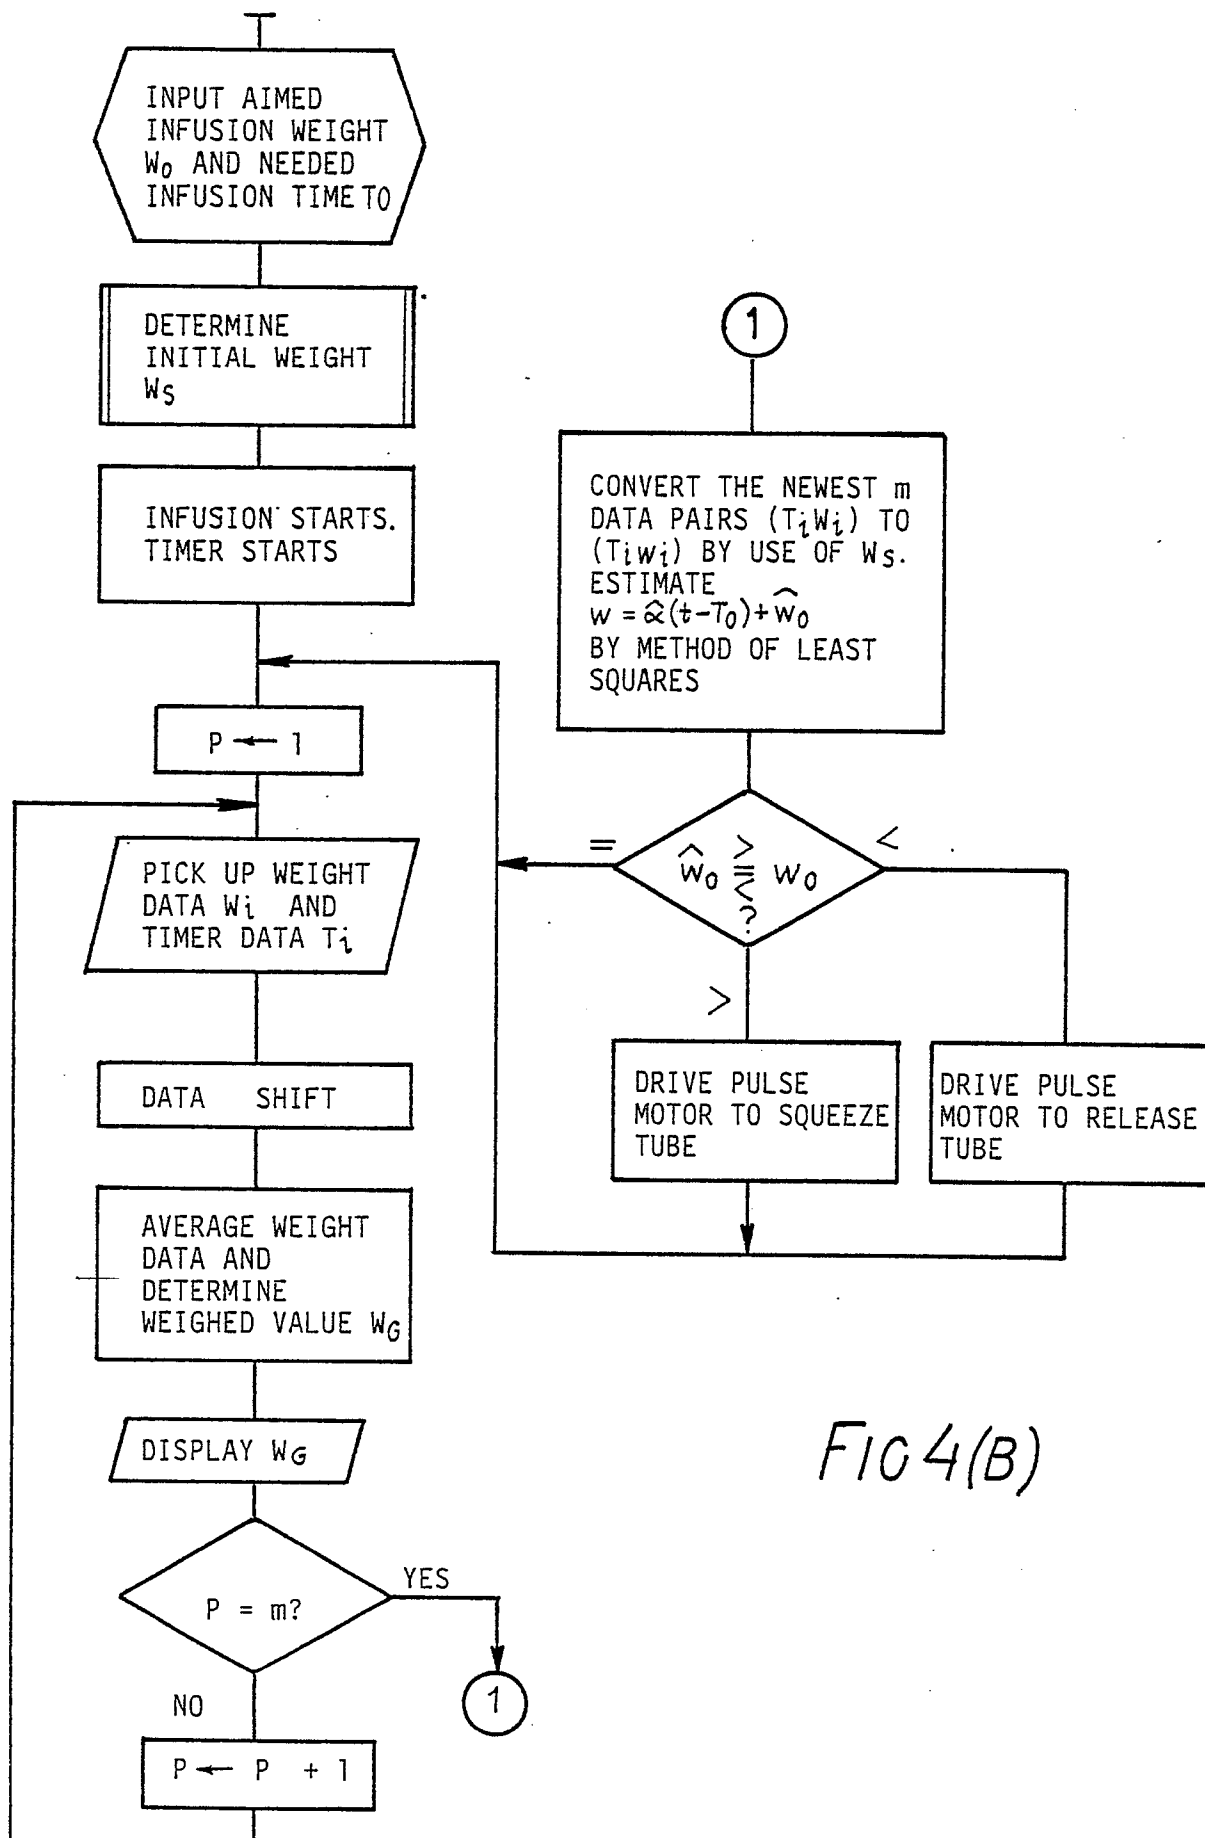 INPUT AIMED
INFUSION WEIGHT
W₀ AND NEEDED
INFUSION TIME TO
DETERMINE
INITIAL WEIGHT
WS
INFUSION STARTS.
TIMER STARTS
P ← 1
PICK UP WEIGHT
DATA Wi AND
TIMER DATA Ti
DATA SHIFT
AVERAGE WEIGHT
DATA AND
DETERMINE
WEIGHED VALUE WG
DISPLAY WG
P = m?
YES
1
NO
P ← P + 1
1
CONVERT THE NEWEST m
DATA PAIRS (TiWi) TO
(Tiwi) BY USE OF WS.
ESTIMATE
w = α̂(t-T₀)+ŵ₀
BY METHOD OF LEAST
SQUARES
=
<
ŵ₀ >=< w₀
?
>
DRIVE PULSE
MOTOR TO SQUEEZE
TUBE
DRIVE PULSE
MOTOR TO RELEASE
TUBE
FIG 4(B)